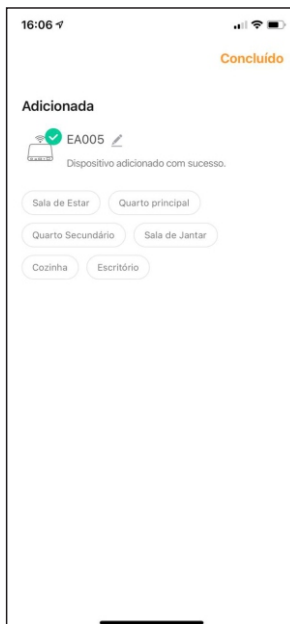 16:06
Concluído
Adicionada
EA005
Dispositivo adicionado com sucesso.
Sala de Estar Quarto principal
Quarto Secundário Sala de Jantar
Cozinha Escritório